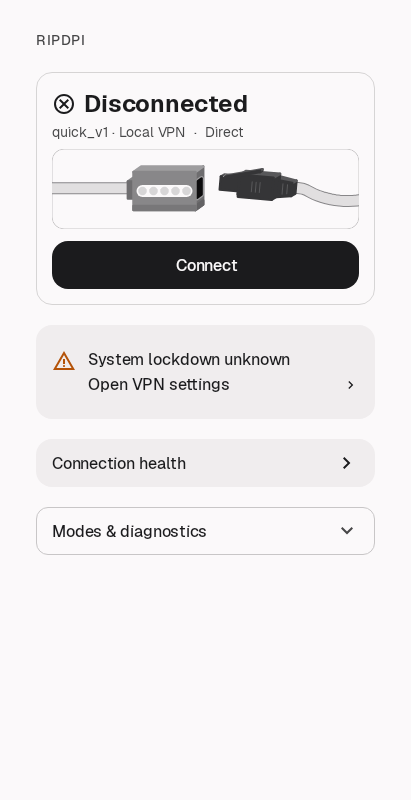 RIPDPI
Disconnected
quick_v1 · Local VPN · Direct
Connect
System lockdown unknown
Open VPN settings
Connection health
Modes & diagnostics